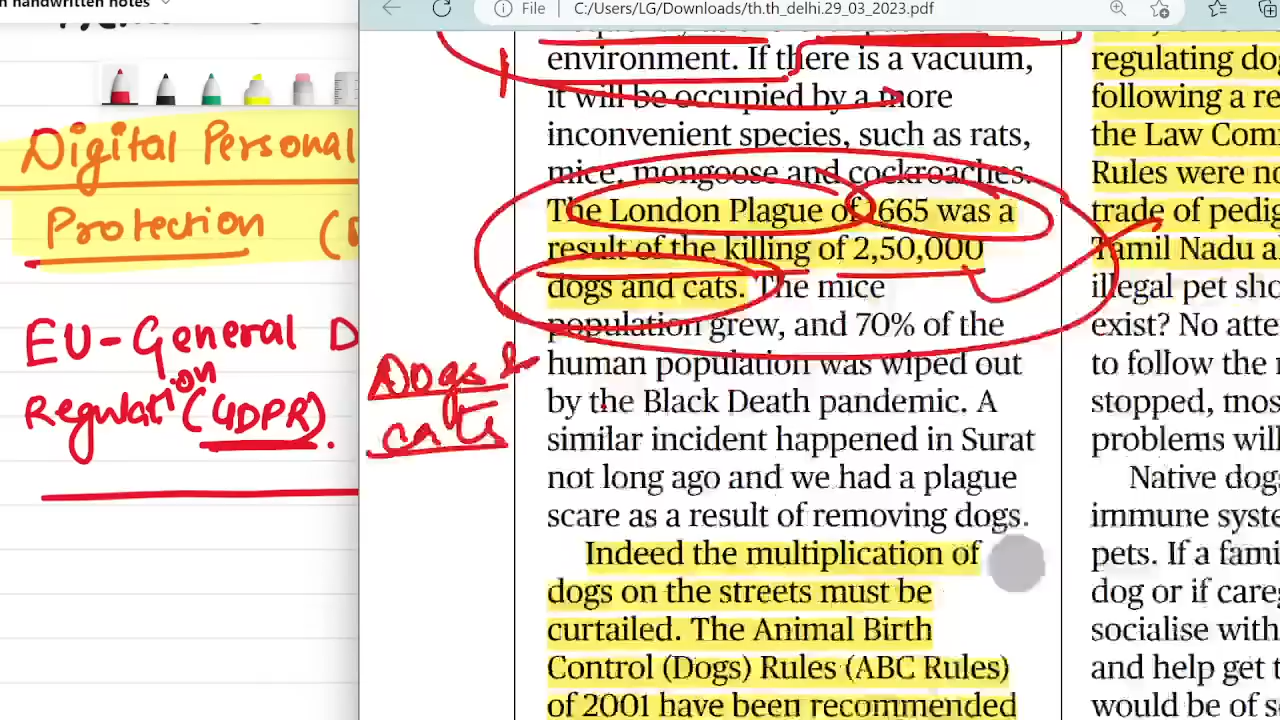 n handwritten notes
Digital Personal
Protection (
EU-General D
Regulation (GDPR).
File C:/Users/LG/Downloads/th.th_delhi.29_03_2023.pdf
environment. If there is a vacuum,
it will be occupied by a more
inconvenient species, such as rats,
mice, mongoose and cockroaches.
The London Plague of 1665 was a
result of the killing of 2,50,000
dogs and cats. The mice
population grew, and 70% of the
human population was wiped out
by the Black Death pandemic. A
similar incident happened in Surat
not long ago and we had a plague
scare as a result of removing dogs.
Indeed the multiplication of
dogs on the streets must be
curtailed. The Animal Birth
Control (Dogs) Rules (ABC Rules)
of 2001 have been recommended
Dogs &
cats
regulating dog
following a re
the Law Com
Rules were no
trade of pedig
Tamil Nadu al
illegal pet sho
exist? No atte
to follow the r
stopped, mos
problems will
Native dogs
immune syste
pets. If a fami
dog or if careg
socialise with
and help get t
would be of s